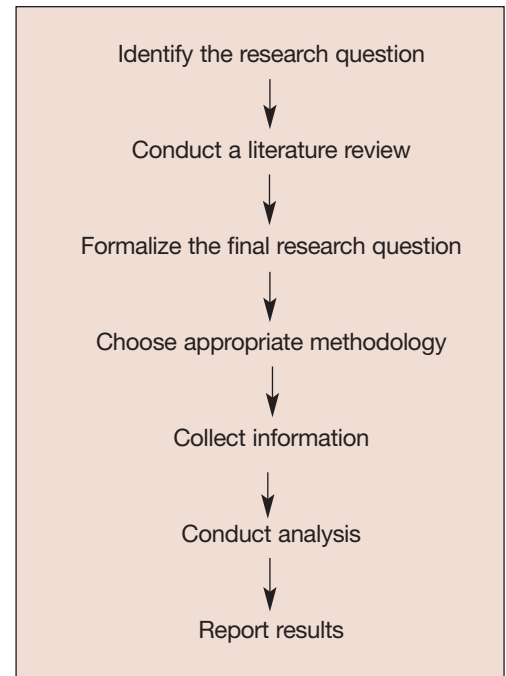 Identify the research question
Conduct a literature review
Formalize the final research question
Choose appropriate methodology
Collect information
Conduct analysis
Report results